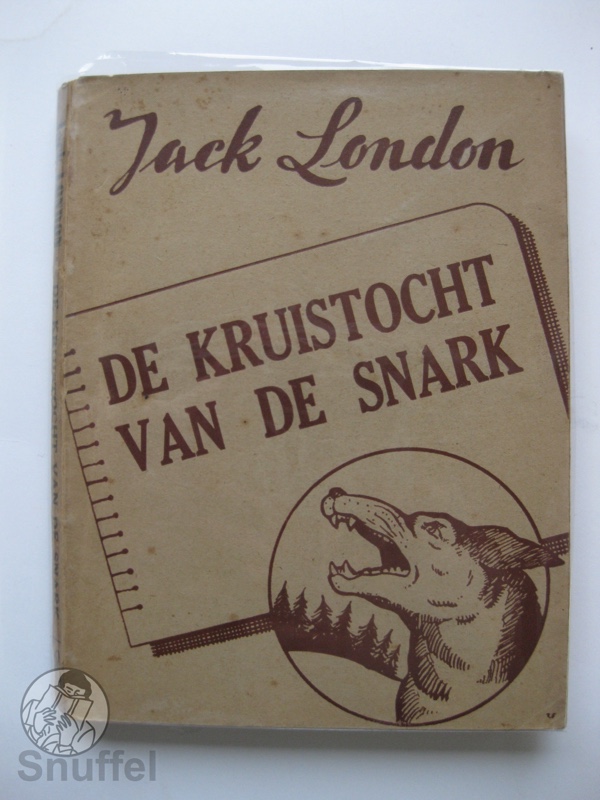 Jack London
DE KRUISTOCHT
VAN DE SNARK
Snuffel